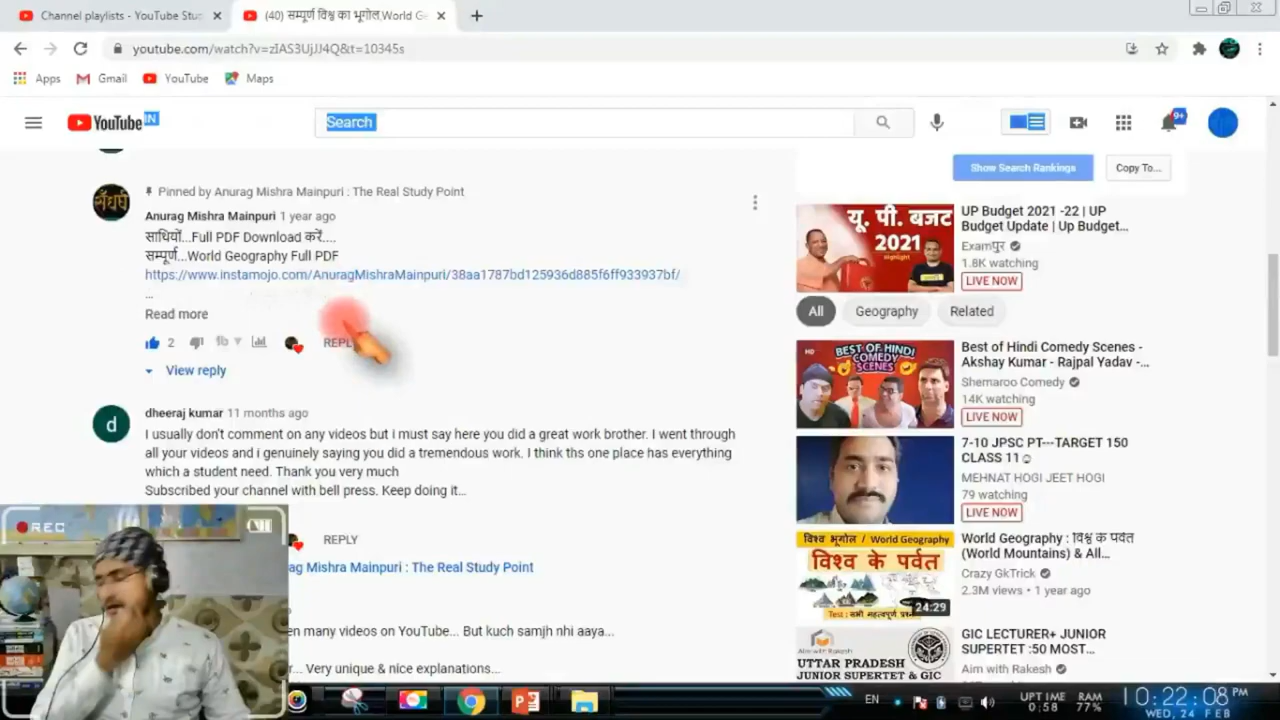 Channel playlists - YouTube Stu
(40) सम्पूर्ण विश्व का भूगोल,World Ge
youtube.com/watch?v=zIAS3UjJJ4Q&t=10345s
Apps
Gmail
YouTube
Maps
YouTube IN
Search
9+
Show Search Rankings
Copy To...
Pinned by Anurag Mishra Mainpuri : The Real Study Point
Anurag Mishra Mainpuri 1 year ago
साथियों...Full PDF Download करें....
सम्पूर्ण...World Geography Full PDF
https://www.instamojo.com/AnuragMishraMainpuri/38aa1787bd125936d885f6ff933937bf/
...
Read more
2
REPLY
View reply
d
dheeraj kumar 11 months ago
I usually don't comment on any videos but i must say here you did a great work brother. I went through
all your videos and i genuinely saying you did a tremendous work. I think ths one place has everything
which a student need. Thank you very much
Subscribed your channel with bell press. Keep doing it...
REPLY
ag Mishra Mainpuri : The Real Study Point
en many videos on YouTube... But kuch samjh nhi aaya...
r... Very unique & nice explanations...
REC
यू. पी. बजट
2021
UP Budget 2021 -22 | UP
Budget Update | Up Budget...
Examपुर
1.8K watching
LIVE NOW
All
Geography
Related
HD
BEST OF HINDI
COMEDY
SCENES
Best of Hindi Comedy Scenes -
Akshay Kumar - Rajpal Yadav -...
Shemaroo Comedy
14K watching
LIVE NOW
7-10 JPSC PT---TARGET 150
CLASS 11
MEHNAT HOGI JEET HOGI
79 watching
LIVE NOW
विश्व भूगोल / World Geography
विश्व के पर्वत
24:29
World Geography : विश्व के पर्वत
(World Mountains) & All...
Crazy GkTrick
2.3M views • 1 year ago
Aim with Rakesh
UTTAR PRADESH
JUNIOR SUPERTET & GIC
GIC LECTURER+ JUNIOR
SUPERTET :50 MOST...
Aim with Rakesh
EN
UPTIME
0:58
RAM
77%
10:22:08 PM
WED, 24 FEB